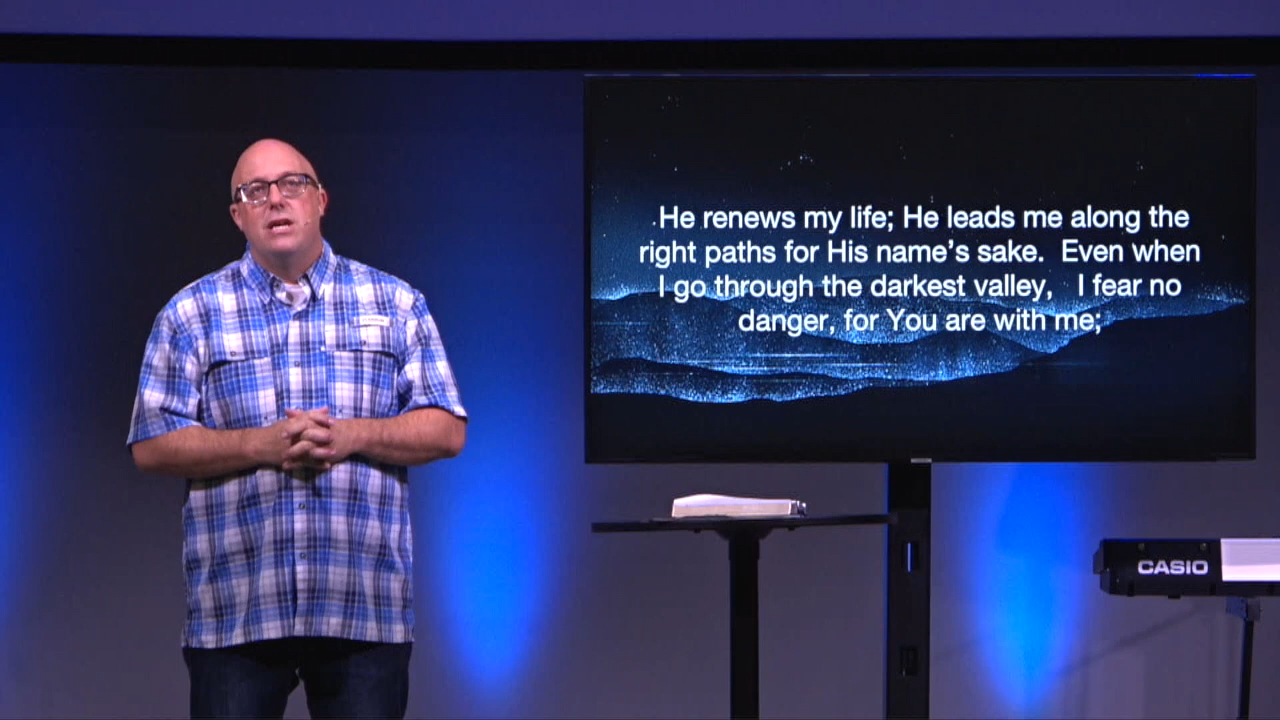 He renews my life; He leads me along the
right paths for His name's sake.  Even when
I go through the darkest valley,   I fear no
danger, for You are with me;
CASIO